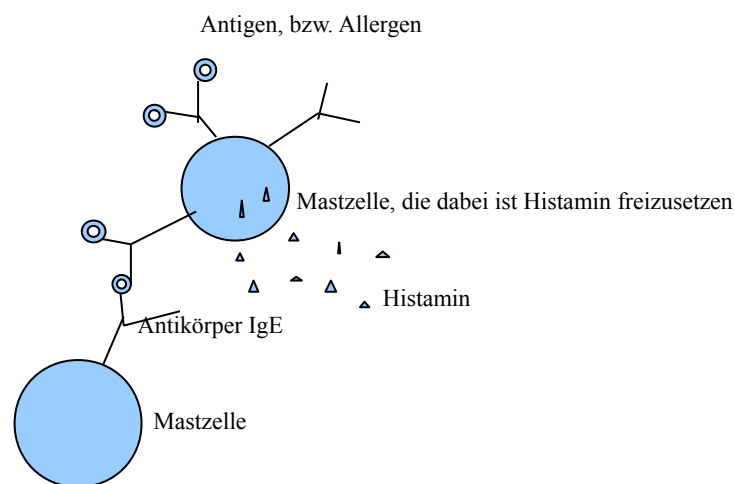 Antigen, bzw. Allergen
Mastzelle, die dabei ist Histamin freizusetzen
Histamin
Antikörper IgE
Mastzelle